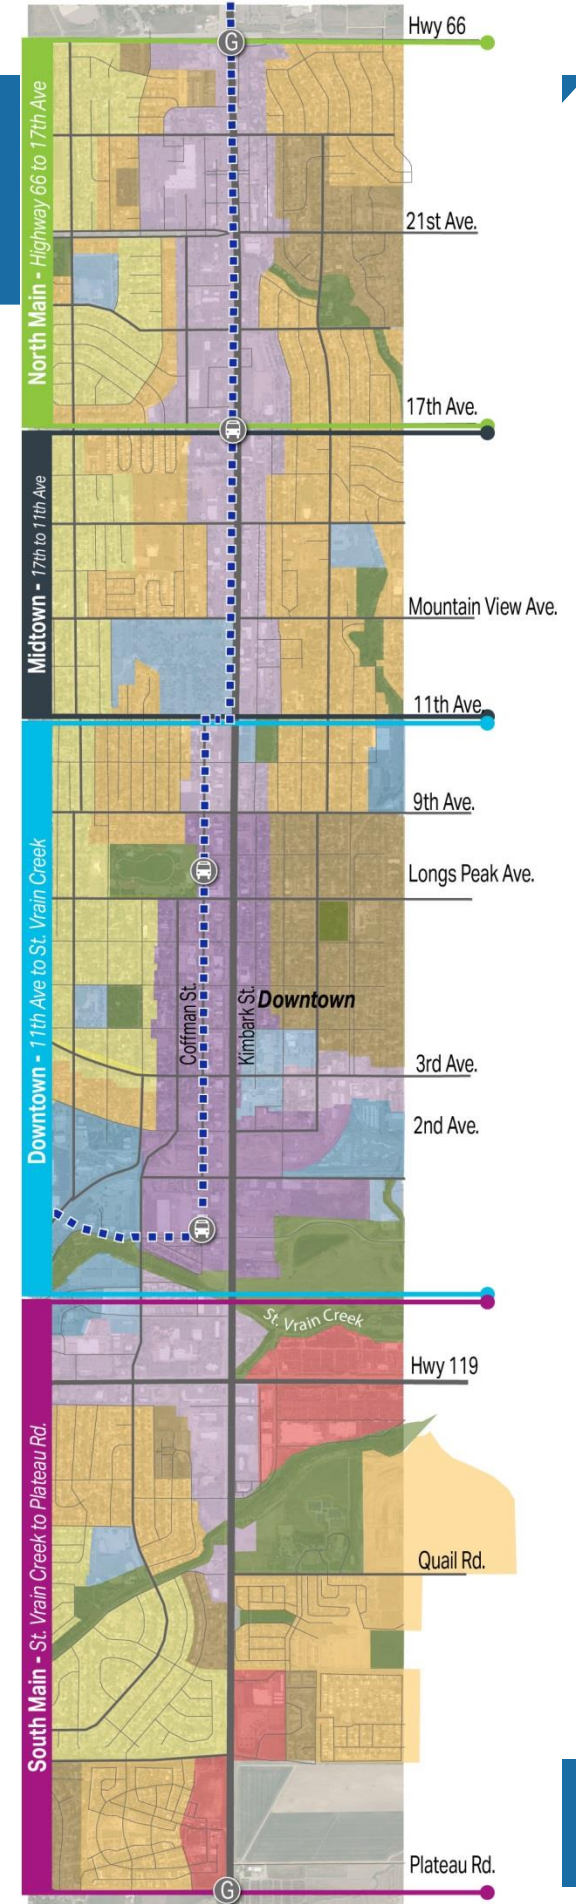 Hwy 66
G
North Main - Highway 66 to 17th Ave
21st Ave.
17th Ave.
Midtown - 17th to 11th Ave
Mountain View Ave.
11th Ave.
Downtown - 11th Ave to St. Vrain Creek
9th Ave.
Longs Peak Ave.
Coffman St.
Kimbark St.
Downtown
3rd Ave.
2nd Ave.
St. Vrain Creek
South Main - St. Vrain Creek to Plateau Rd.
Hwy 119
Quail Rd.
Plateau Rd.
G